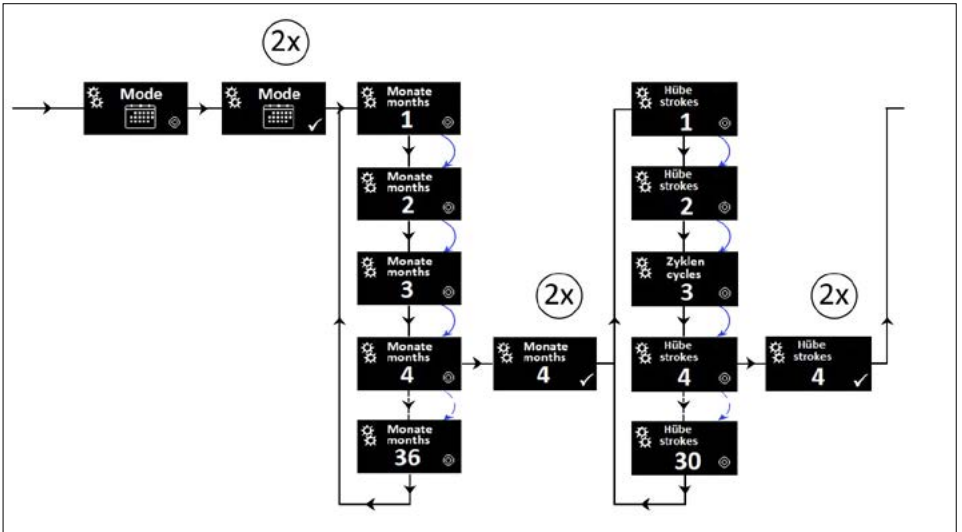 2x
Mode
Mode
Monate
months
1
Monate
months
2
Monate
months
3
Monate
months
4
Monate
months
36
2x
Monate
months
4
Hübe
strokes
1
Hübe
strokes
2
Zyklen
cycles
3
Hübe
strokes
4
Hübe
strokes
30
2x
Hübe
strokes
4